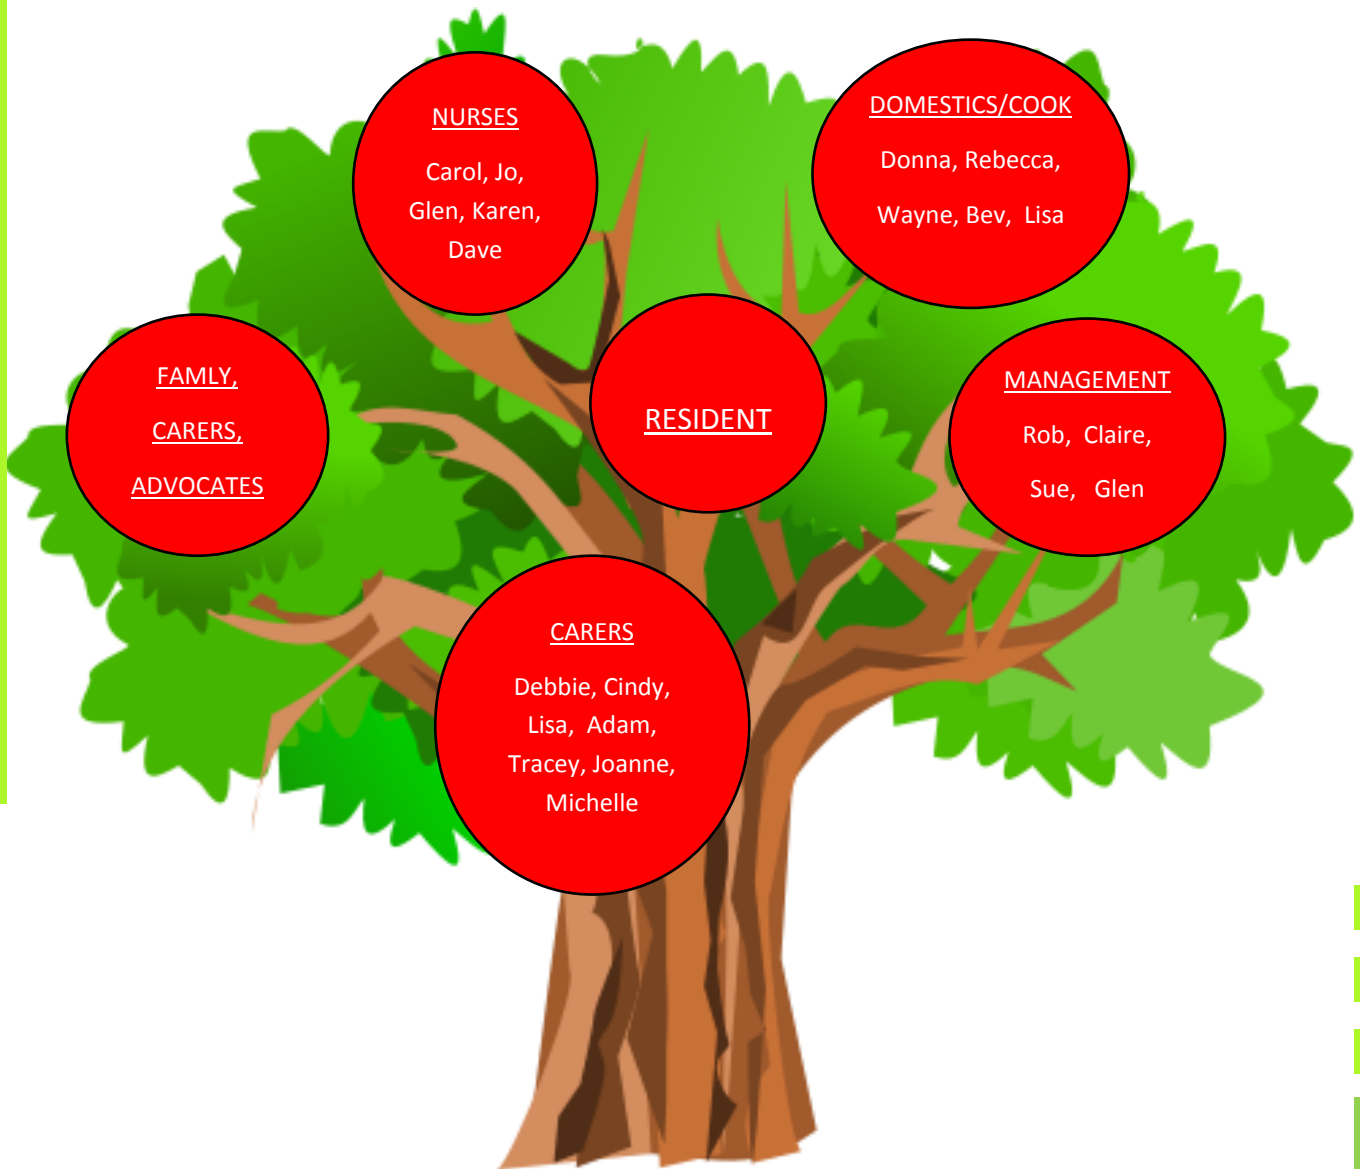 NURSES
Carol, Jo,
Glen, Karen,
Dave
DOMESTICS/COOK
Donna, Rebecca,
Wayne, Bev, Lisa
FAMLY,
CARERS,
ADVOCATES
RESIDENT
MANAGEMENT
Rob, Claire,
Sue, Glen
CARERS
Debbie, Cindy,
Lisa, Adam,
Tracey, Joanne,
Michelle